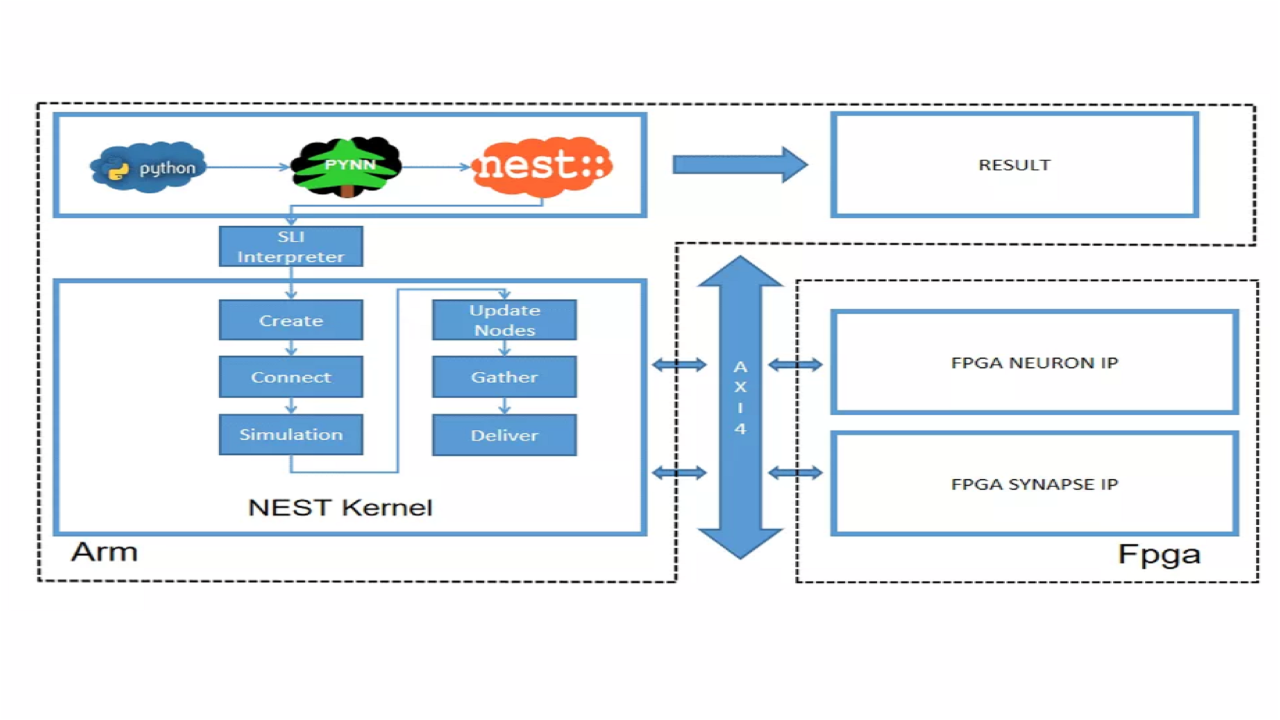 python
PYNN
nest::
RESULT
SLI
Interpreter
Create
Connect
Simulation
Update
Nodes
Gather
Deliver
NEST Kernel
Arm
A
X
I
4
FPGA NEURON IP
FPGA SYNAPSE IP
Fpga